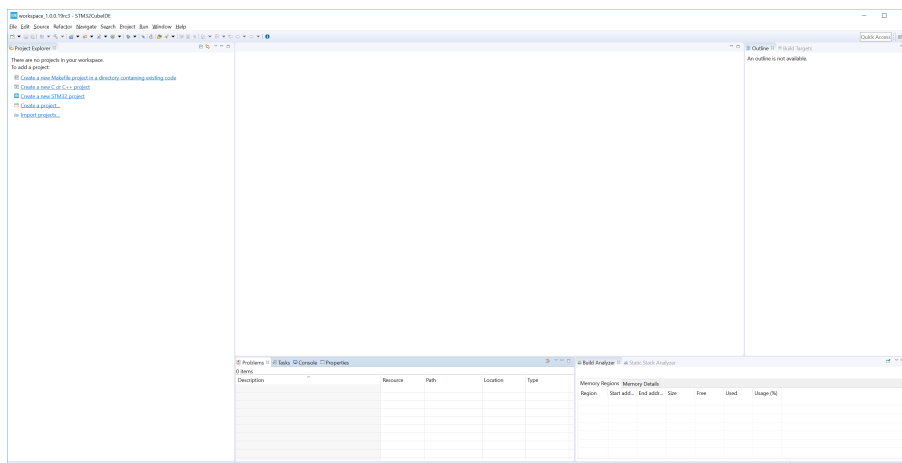 workspace_1.0.0.19rc3 - STM32CubeIDE
File Edit Source Refactor Navigate Search Project Run Window Help
Quick Access
Project Explorer
There are no projects in your workspace.
To add a project:
Create a new Makefile project in a directory containing existing code
Create a new C or C++ project
Create a new STM32 project
Create a project...
Import projects...
Outline Build Targets
An outline is not available.
Problems Tasks Console Properties
0 items
Description Resource Path Location Type
Build Analyzer Static Stack Analyzer
Memory Regions Memory Details
Region Start add... End addr... Size Free Used Usage (%)